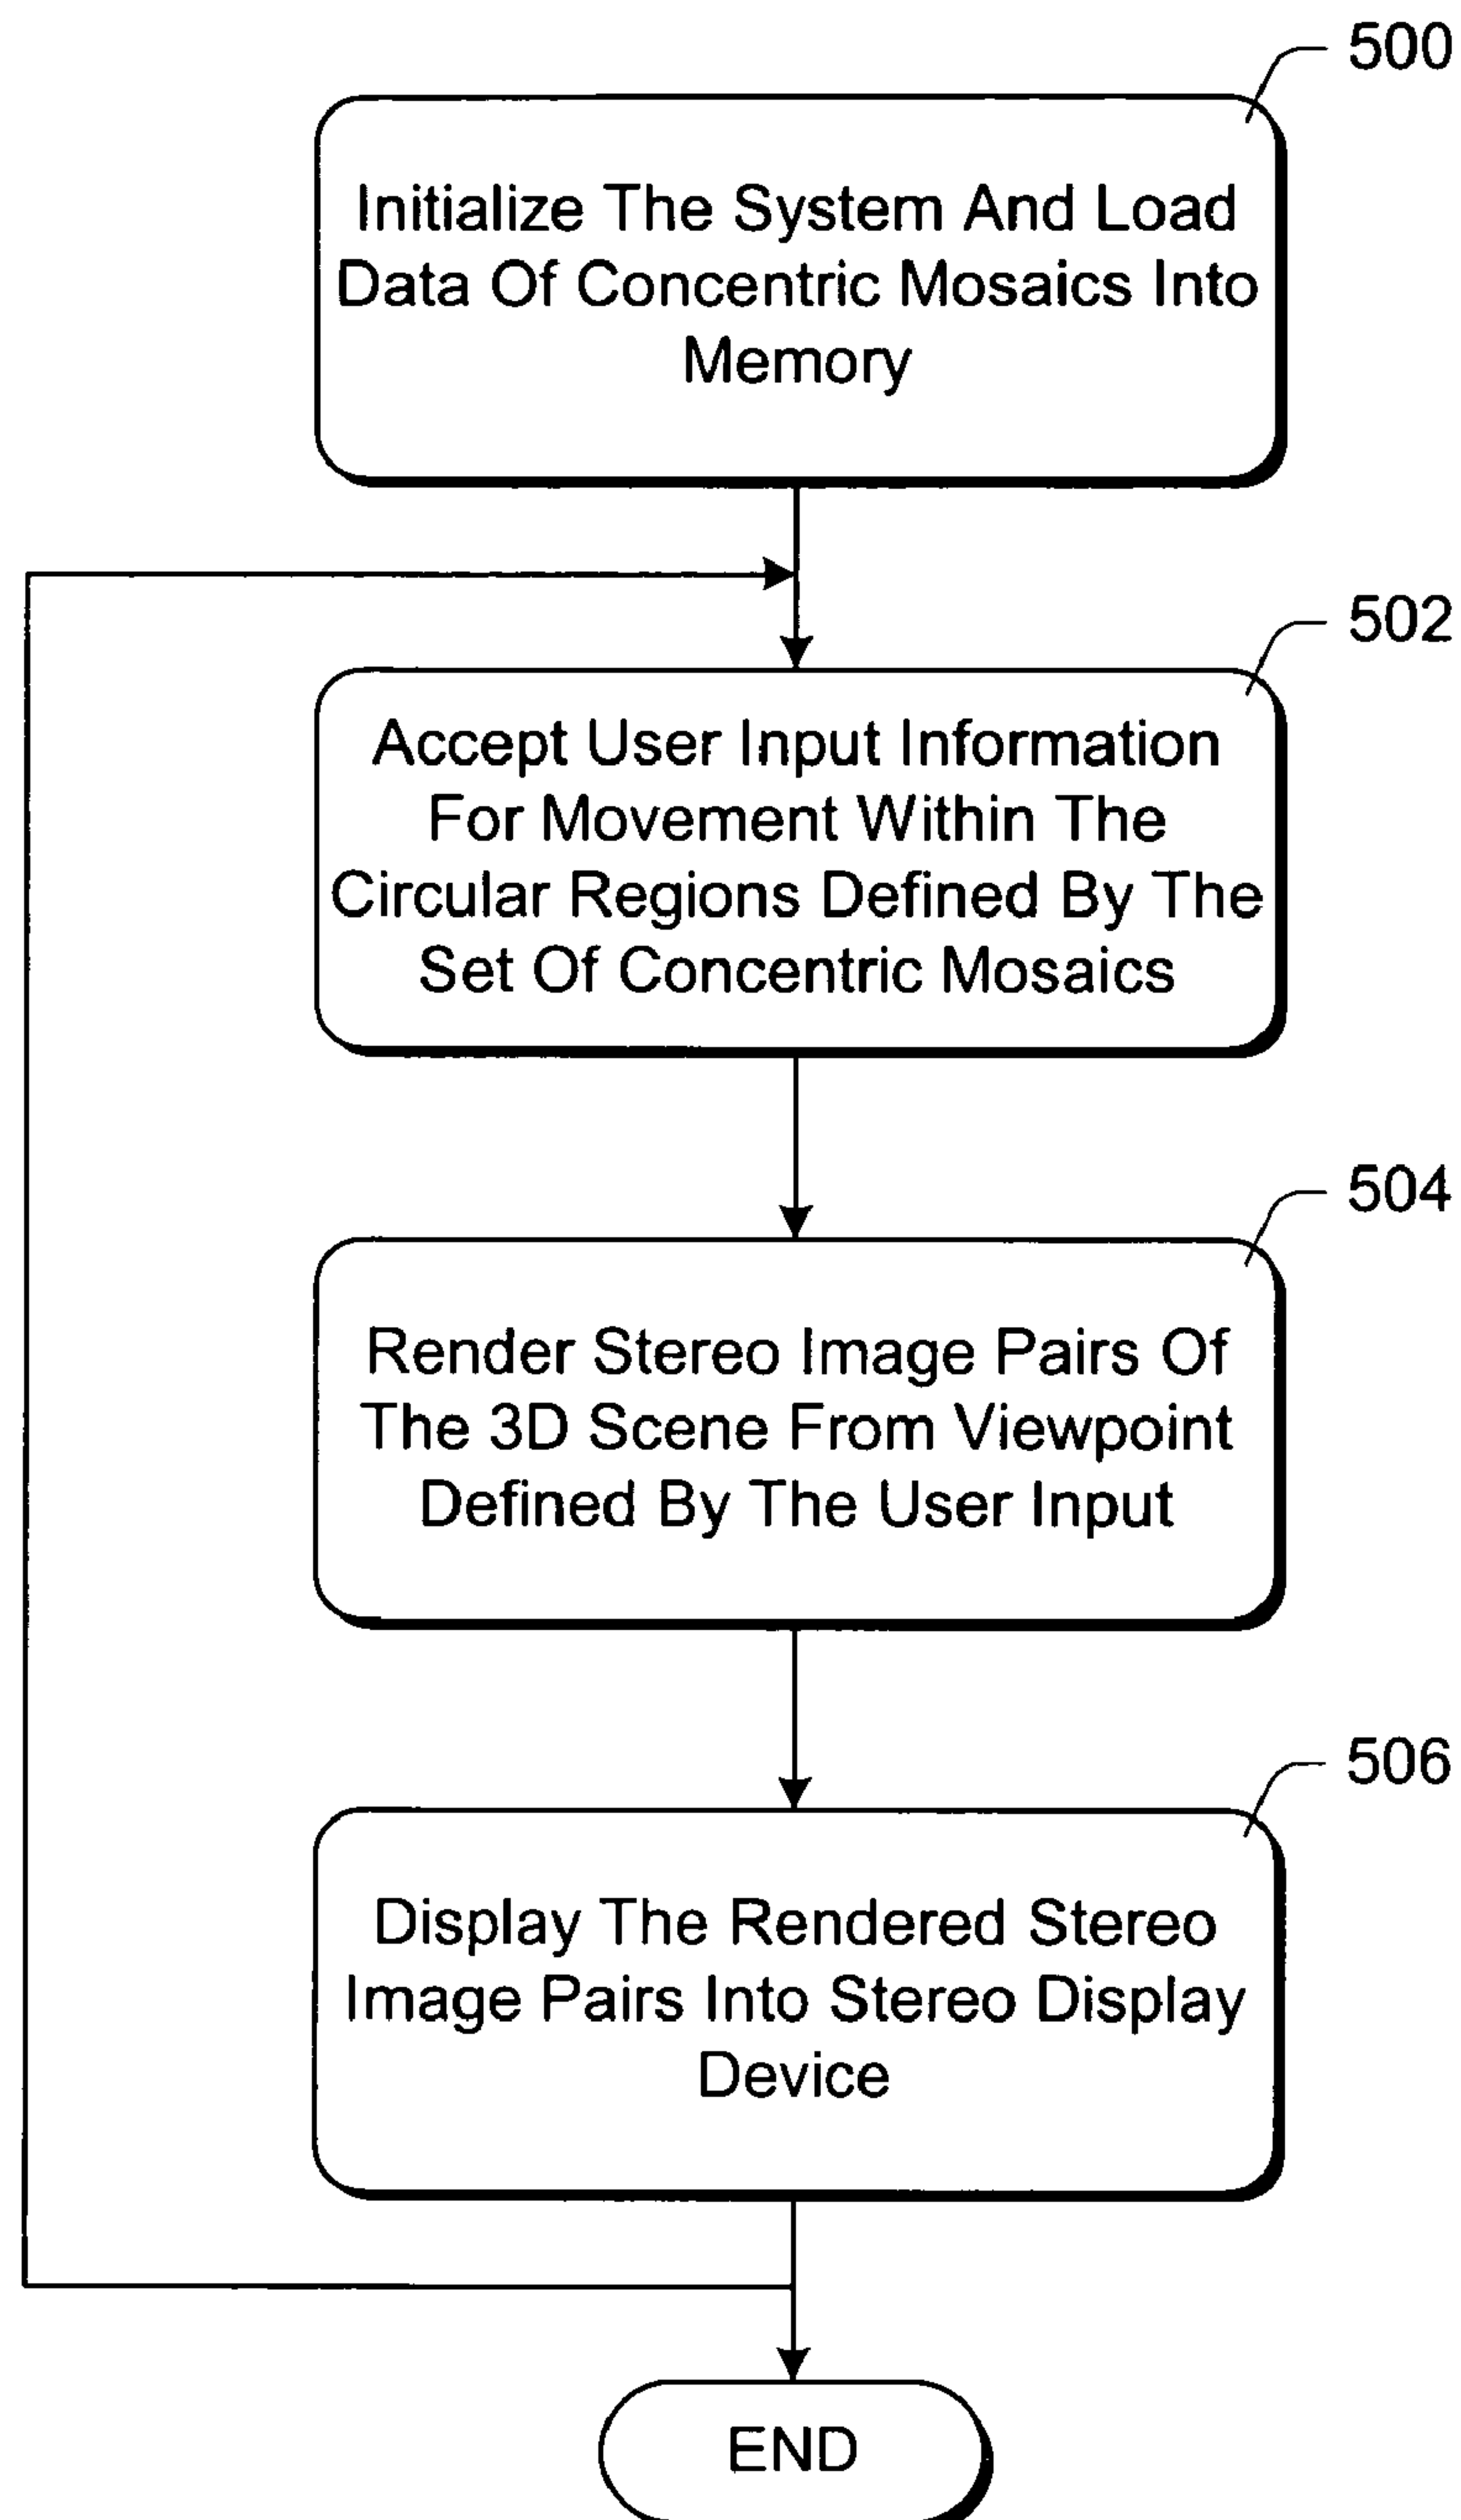 500
Initialize The System And Load
Data Of Concentric Mosaics Into
Memory
502
Accept User Input Information
For Movement Within The
Circular Regions Defined By The
Set Of Concentric Mosaics
504
Render Stereo Image Pairs Of
The 3D Scene From Viewpoint
Defined By The User Input
506
Display The Rendered Stereo
Image Pairs Into Stereo Display
Device
END